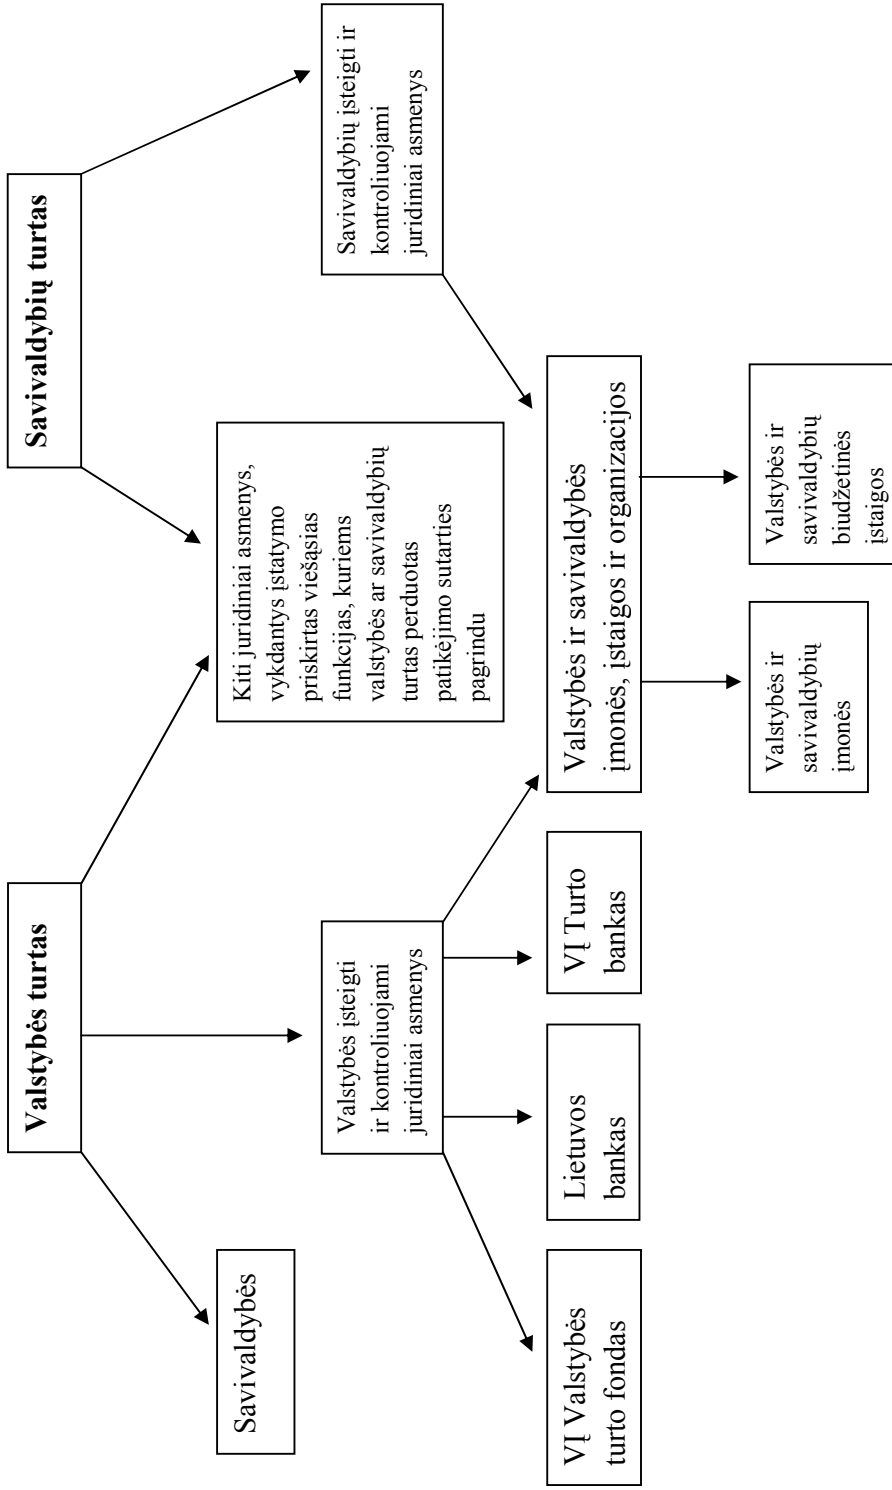 Valstybės turtas
Savivaldybių turtas
Savivaldybės
Kiti juridiniai asmenys,
vykdantys įstatymo
priskirtas viešąsias
funkcijas, kuriems
valstybės ar savivaldybių
turtas perduotas
patikėjimo sutarties
pagrindu
Valstybės įsteigti
ir kontroliuojami
juridiniai asmenys
Savivaldybių įsteigti ir
kontroliuojami
juridiniai asmenys
VĮ Valstybės
turto fondas
Lietuvos
bankas
VĮ Turto
bankas
Valstybės ir savivaldybės
įmonės, įstaigos ir organizacijos
Valstybės ir
savivaldybių
įmonės
Valstybės ir
savivaldybių
biudžetinės
įstaigos